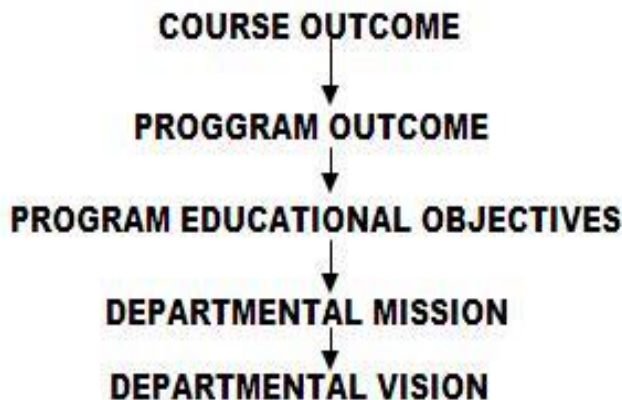 COURSE OUTCOME
PROGGRAM OUTCOME
PROGRAM EDUCATIONAL OBJECTIVES
DEPARTMENTAL MISSION
DEPARTMENTAL VISION